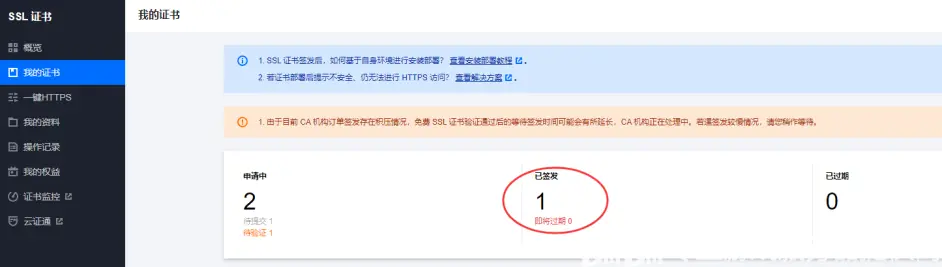 SSL 证书
我的证书
概览
我的证书
一键HTTPS
我的资料
操作记录
我的权益
证书监控
云证通
1. SSL 证书签发后，如何基于自身环境进行安装部署？ 查看安装部署教程 。
2. 若证书部署后提示不安全、仍无法进行 HTTPS 访问？ 查看解决方案 。
1. 由于目前 CA 机构订单签发存在积压情况，免费 SSL 证书验证通过后的等待签发时间可能会有所延长，CA 机构正在处理中。若遇签发较慢情况，请您稍作等待。
申请中
2
待提交 1
待验证 1
已签发
1
即将过期 0
已过期
0